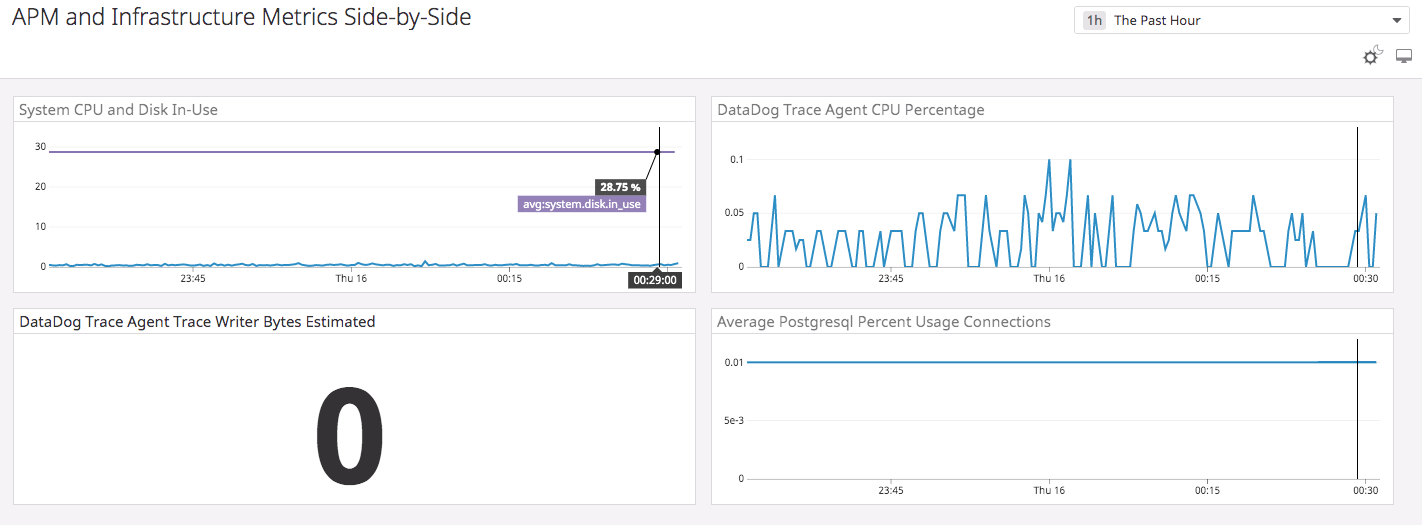 APM and Infrastructure Metrics Side-by-Side
1h The Past Hour
System CPU and Disk In-Use
30
20
10
0
28.75 %
avg:system.disk.in_use
23:45 Thu 16 00:15
00:29:00
DataDog Trace Agent CPU Percentage
0.1
0.05
0
23:45 Thu 16 00:15 00:30
DataDog Trace Agent Trace Writer Bytes Estimated
0
Average Postgresql Percent Usage Connections
0.01
5e-3
0
23:45 Thu 16 00:15 00:30